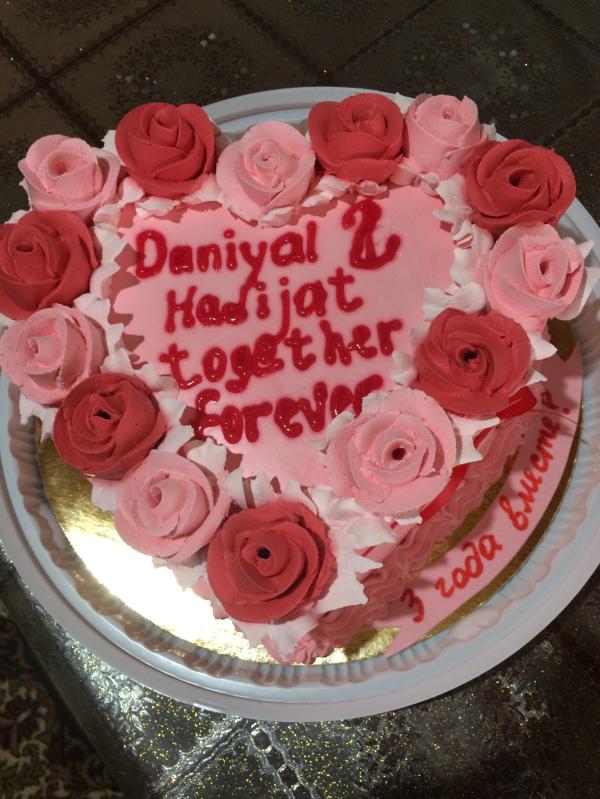 Daniyal &
Hadijat
together
forever
3 года вместе!